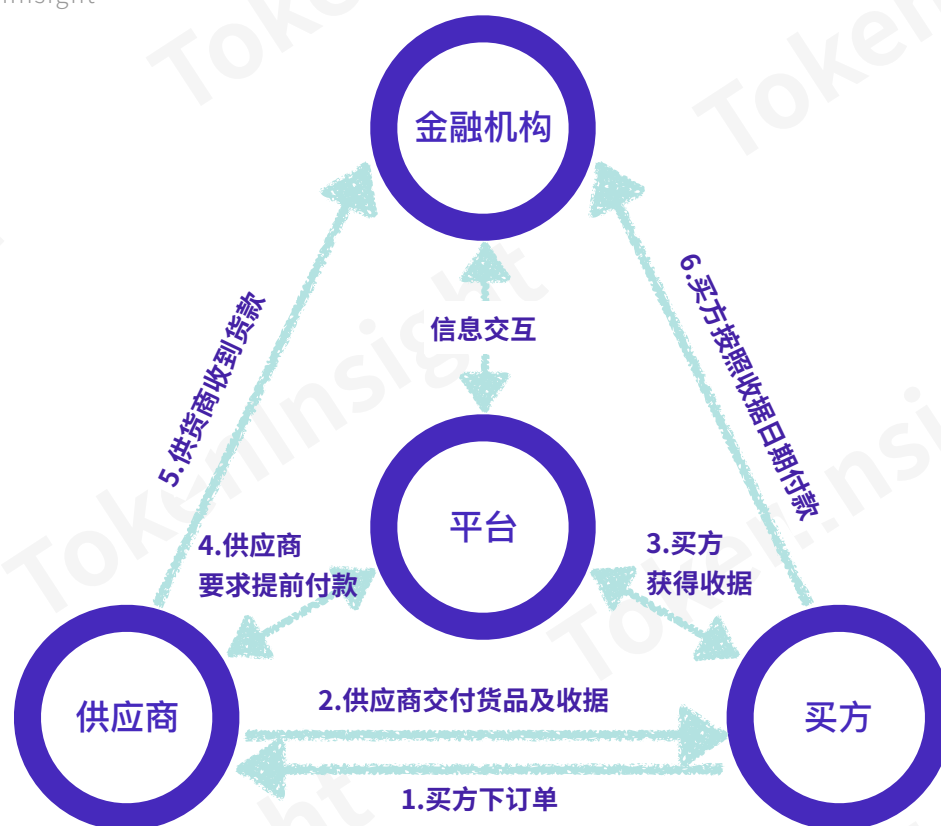 金融机构
信息交互
5.供货商收到货款
6.买方按照收据日期付款
平台
4.供应商
要求提前付款
3.买方
获得收据
供应商
2.供应商交付货品及收据
买方
1.买方下订单
TokenInsight